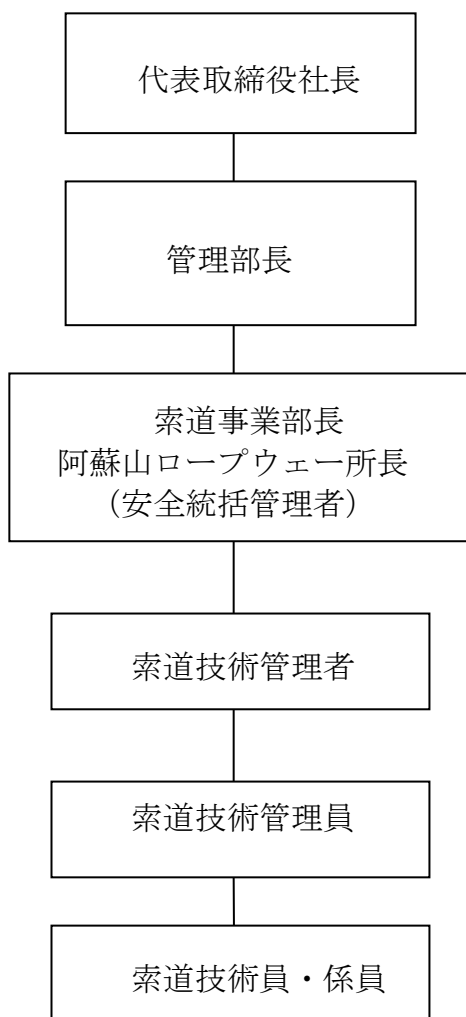 代表取締役社長
管理部長
索道事業部長
阿蘇山ロープウェー所長
（安全統括管理者）
索道技術管理者
索道技術管理員
索道技術員・係員